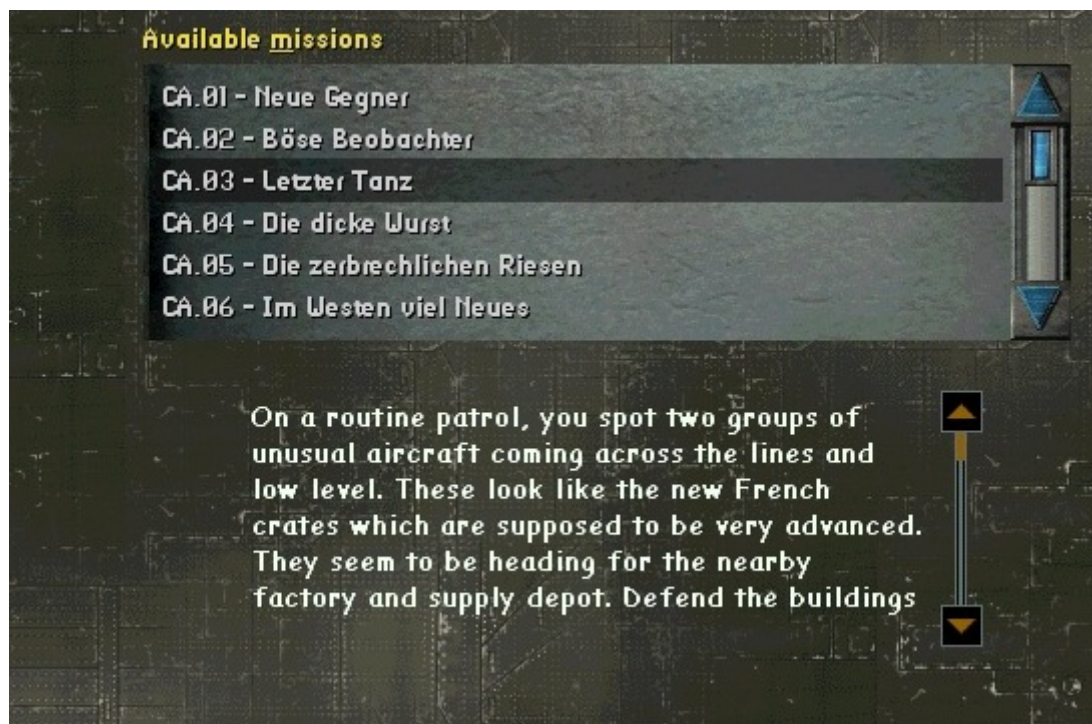 Available missions
CA.01 - Neue Gegner
CA.02 - Böse Beobachter
CA.03 - Letzter Tanz
CA.04 - Die dicke Wurst
CA.05 - Die zerbrechlichen Riesen
CA.06 - Im Westen viel Neues
On a routine patrol, you spot two groups of
unusual aircraft coming across the lines and
low level. These look like the new French
crates which are supposed to be very advanced.
They seem to be heading for the nearby
factory and supply depot. Defend the buildings